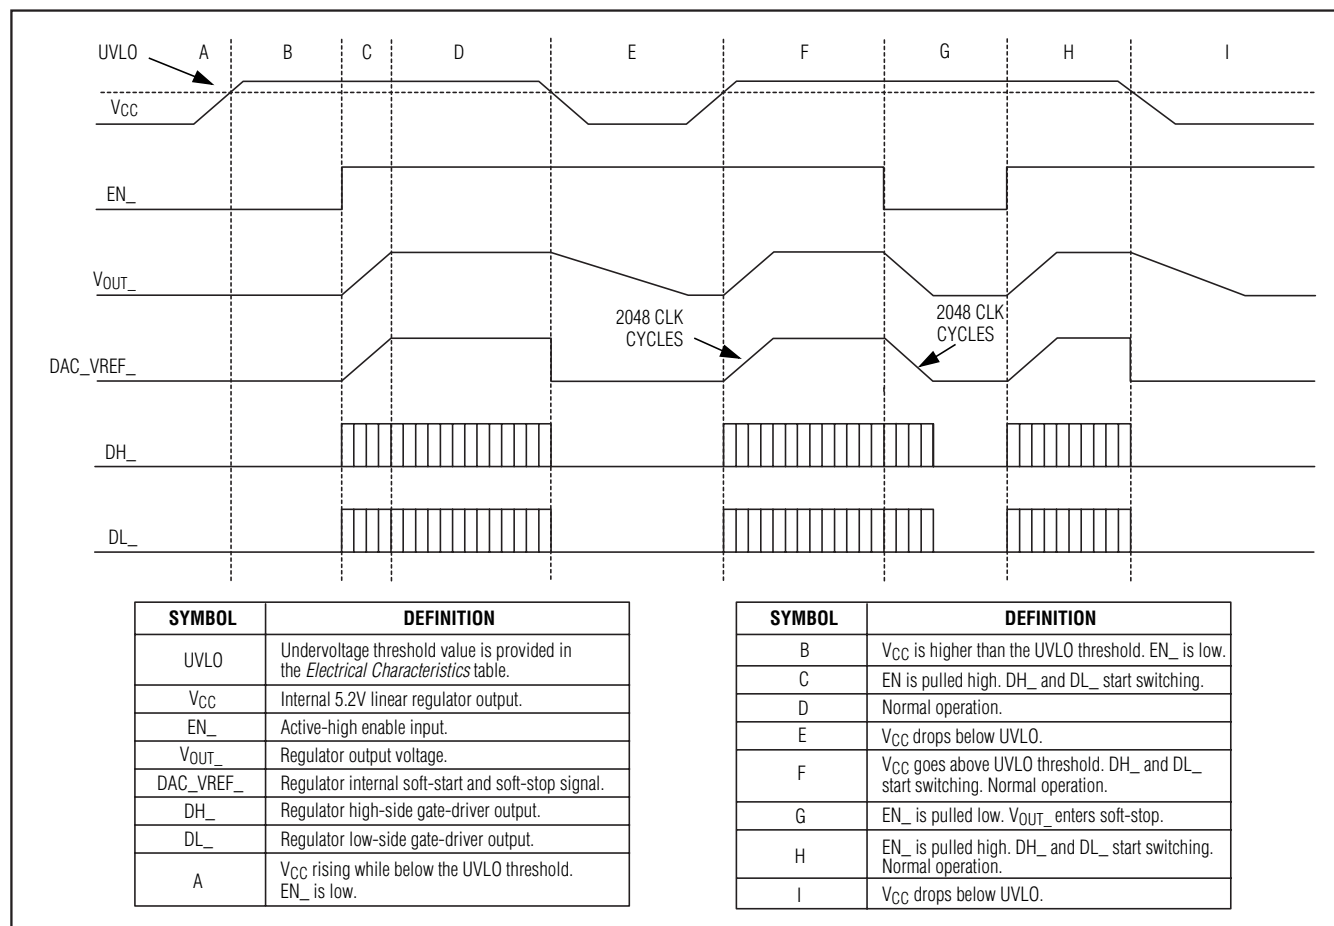 UVLO A B C D E F G H I
VCC
EN_
VOUT_
2048 CLK
CYCLES
2048 CLK
CYCLES
DAC_VREF_
DH_
DL_
SYMBOL DEFINITION
UVLO Undervoltage threshold value is provided in
the Electrical Characteristics table.
VCC Internal 5.2V linear regulator output.
EN_ Active-high enable input.
VOUT_ Regulator output voltage.
DAC_VREF_ Regulator internal soft-start and soft-stop signal.
DH_ Regulator high-side gate-driver output.
DL_ Regulator low-side gate-driver output.
A VCC rising while below the UVLO threshold.
EN_ is low.
SYMBOL DEFINITION
B VCC is higher than the UVLO threshold. EN_ is low.
C EN is pulled high. DH_ and DL_ start switching.
D Normal operation.
E VCC drops below UVLO.
F VCC goes above UVLO threshold. DH_ and DL_
start switching. Normal operation.
G EN_ is pulled low. VOUT_ enters soft-stop.
H EN_ is pulled high. DH_ and DL_ start switching.
Normal operation.
I VCC drops below UVLO.